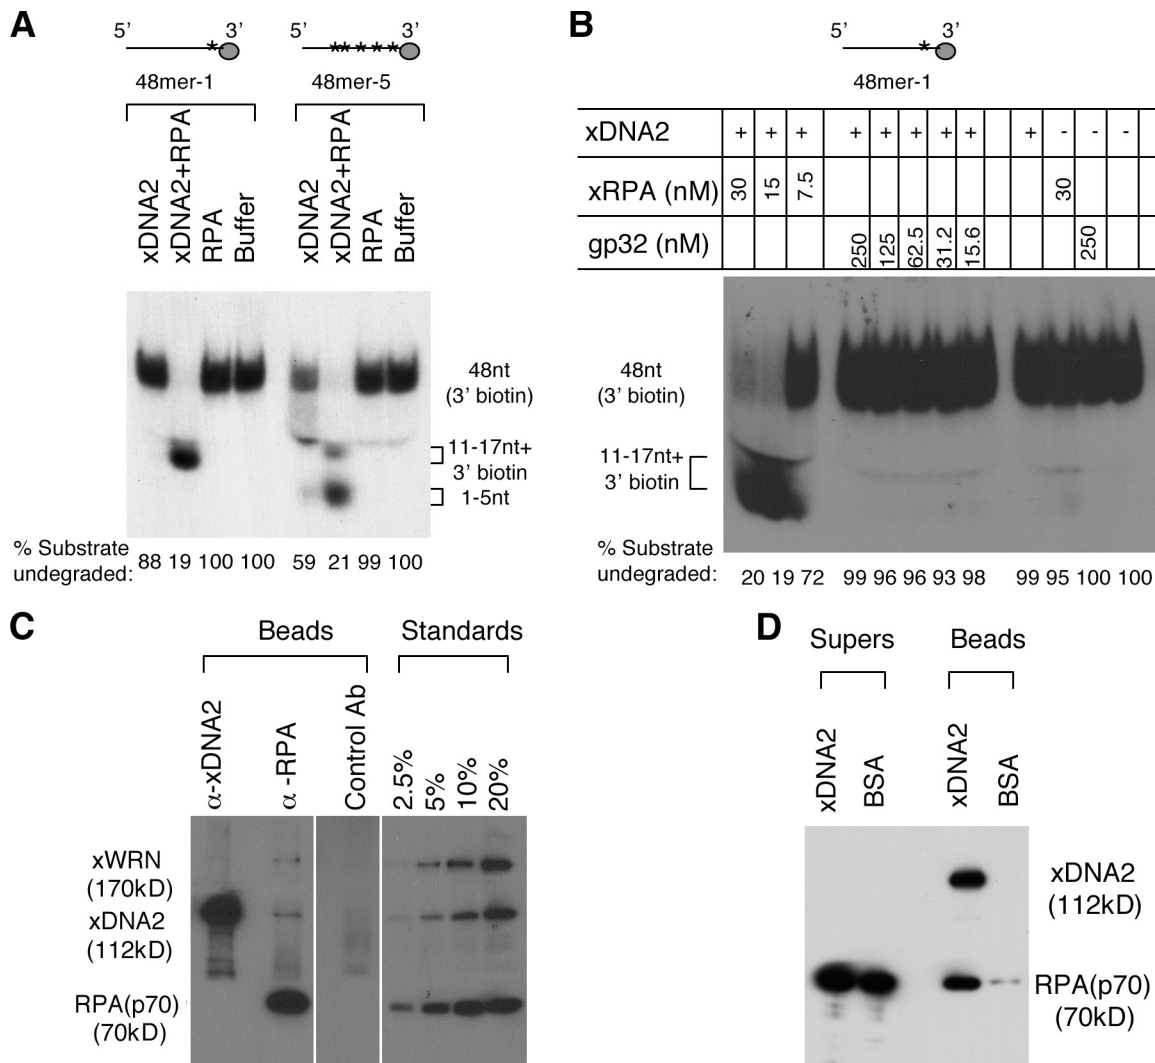 A
5’ 3’
*
48mer-1
xDNA2
xDNA2+RPA
RPA
Buffer
5’ 3’
*****
48mer-5
xDNA2
xDNA2+RPA
RPA
Buffer
48nt
(3’ biotin)
11-17nt+
3’ biotin
1-5nt
% Substrate
undegraded: 88 19 100 100 59 21 99 100
B
5’ 3’
*
48mer-1
xDNA2 + + + + + + + + + - - -
xRPA (nM) 30 15 7.5 30
gp32 (nM) 250 125 62.5 31.2 15.6 250
48nt
(3’ biotin)
11-17nt+
3’ biotin
% Substrate
undegraded: 20 19 72 99 96 96 93 98 99 95 100 100
C
Beads Standards
α-xDNA2
α-RPA
Control Ab
2.5%
5%
10%
20%
xWRN
(170kD)
xDNA2
(112kD)
RPA(p70)
(70kD)
D
Supers Beads
xDNA2
BSA
xDNA2
BSA
xDNA2
(112kD)
RPA(p70)
(70kD)